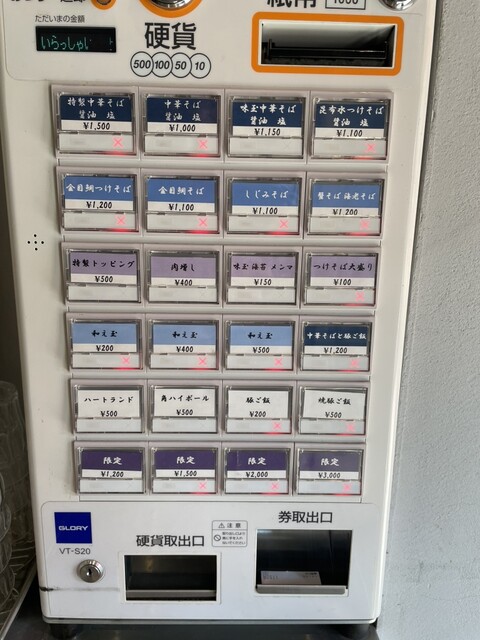 ただいまの金額
いらっしゃい
硬貨
500 100 50 10
紙幣
1000
特製中華そば
醤油 塩
¥1,500
中華そば
醤油 塩
¥1,000
味玉中華そば
醤油 塩
¥1,150
昆布水つけそば
醤油 塩
¥1,100
金目鯛つけそば
¥1,200
金目鯛そば
¥1,100
しじみそば
¥1,100
蟹そば 海老そば
¥1,200
特製トッピング
¥500
肉増し
¥400
味玉 海苔 メンマ
¥150
つけそば大盛り
¥100
和え玉
¥200
和え玉
¥400
和え玉
¥500
中華そばと豚ご飯
¥1,200
ハートランド
¥500
角ハイボール
¥500
豚ご飯
¥200
焼豚ご飯
¥500
限定
¥1,200
限定
¥1,500
限定
¥2,000
限定
¥3,000
GLORY
VT-S20
硬貨取出口
⚠注意
券取出口